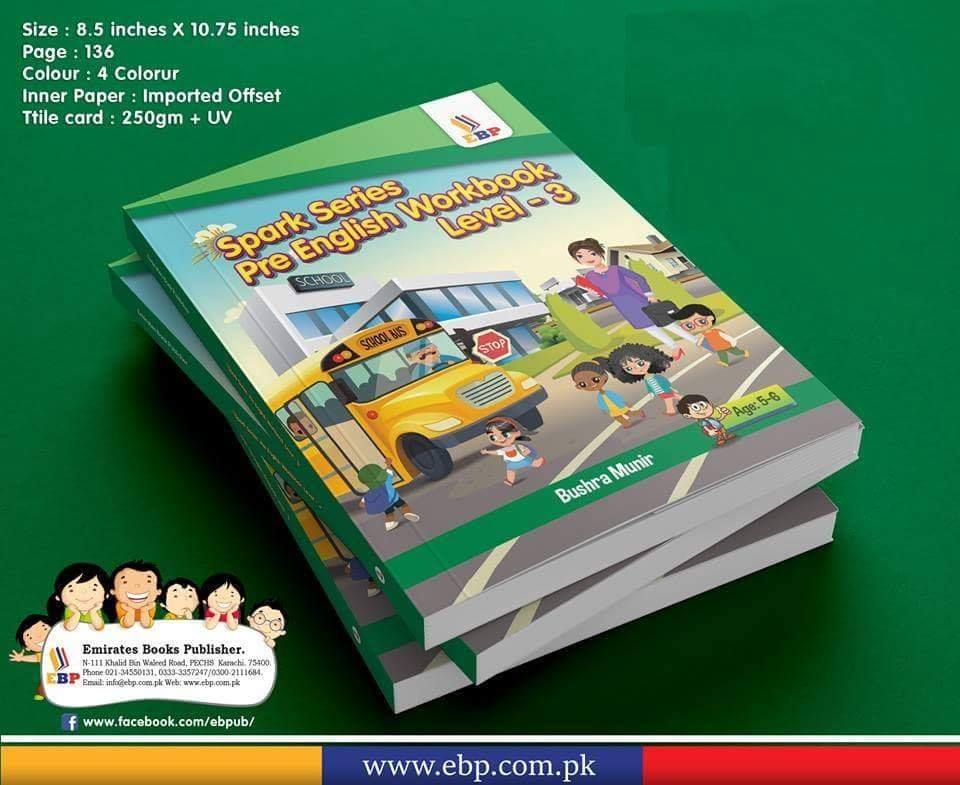 Size : 8.5 inches X 10.75 inches
Page : 136
Colour : 4 Colorur
Inner Paper : Imported Offset
Ttile card : 250gm + UV
EBP
Spark Series
Pre English Workbook
Level - 3
SCHOOL
SCHOOL BUS
STOP
Age: 5-6
Bushra Munir
EBP
Emirates Books Publisher.
N-111 Khalid Bin Waleed Road, PECHS Karachi. 75400.
Phone 021-34550131, 0333-3357247/0300-2111684.
Email: info@ebp.com.pk Web: www.ebp.com.pk
f www.facebook.com/ebpub/
www.ebp.com.pk